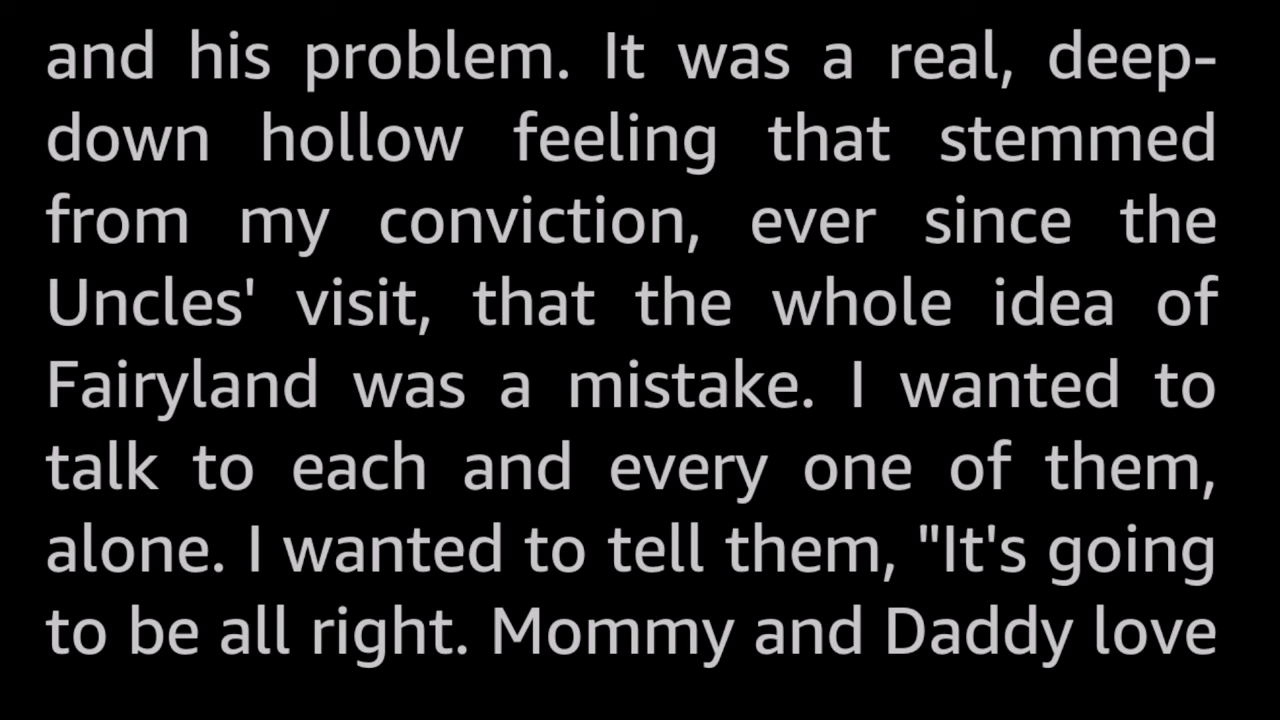 and his problem. It was a real, deep-
down hollow feeling that stemmed
from my conviction, ever since the
Uncles' visit, that the whole idea of
Fairyland was a mistake. I wanted to
talk to each and every one of them,
alone. I wanted to tell them, "It's going
to be all right. Mommy and Daddy love